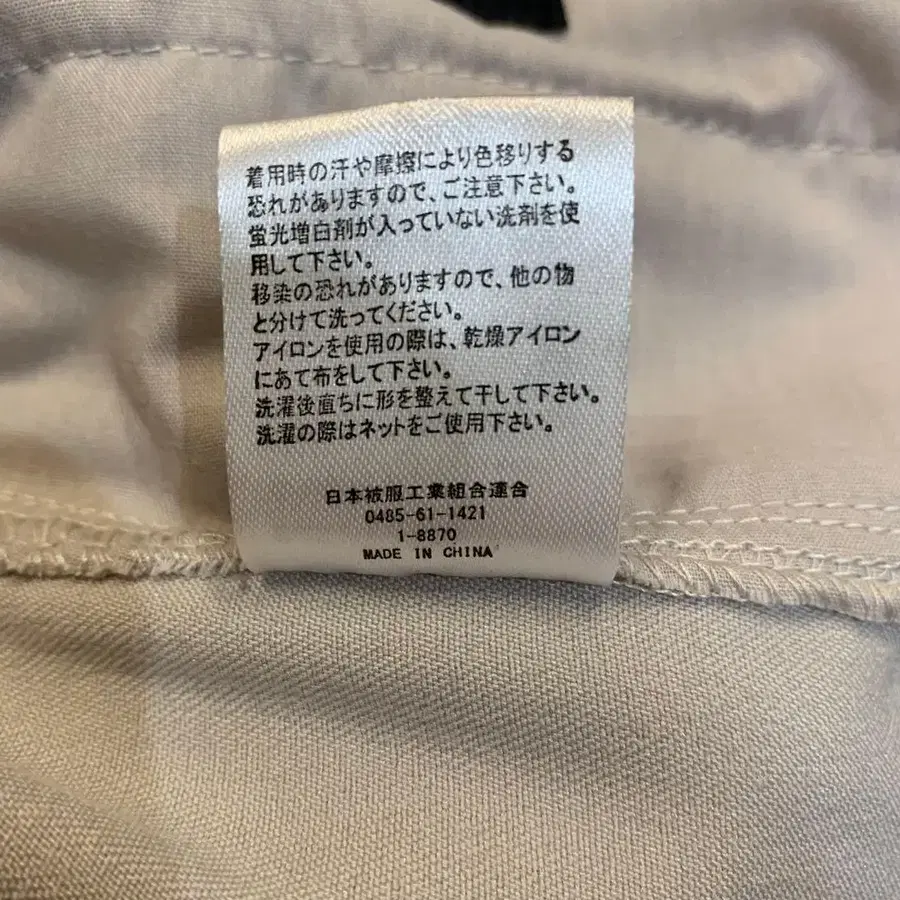 着用時の汗や摩擦により色移りする
恐れがありますので、ご注意下さい。
蛍光増白剤が入っていない洗剤を使
用して下さい。
移染の恐れがありますので、他の物
と分けて洗ってください。
アイロンを使用の際は、乾燥アイロン
にあて布をして下さい。
洗濯後直ちに形を整えて干して下さい。
洗濯の際はネットをご使用下さい。
日本被服工業組合連合
0485-61-1421
1-8870
MADE IN CHINA